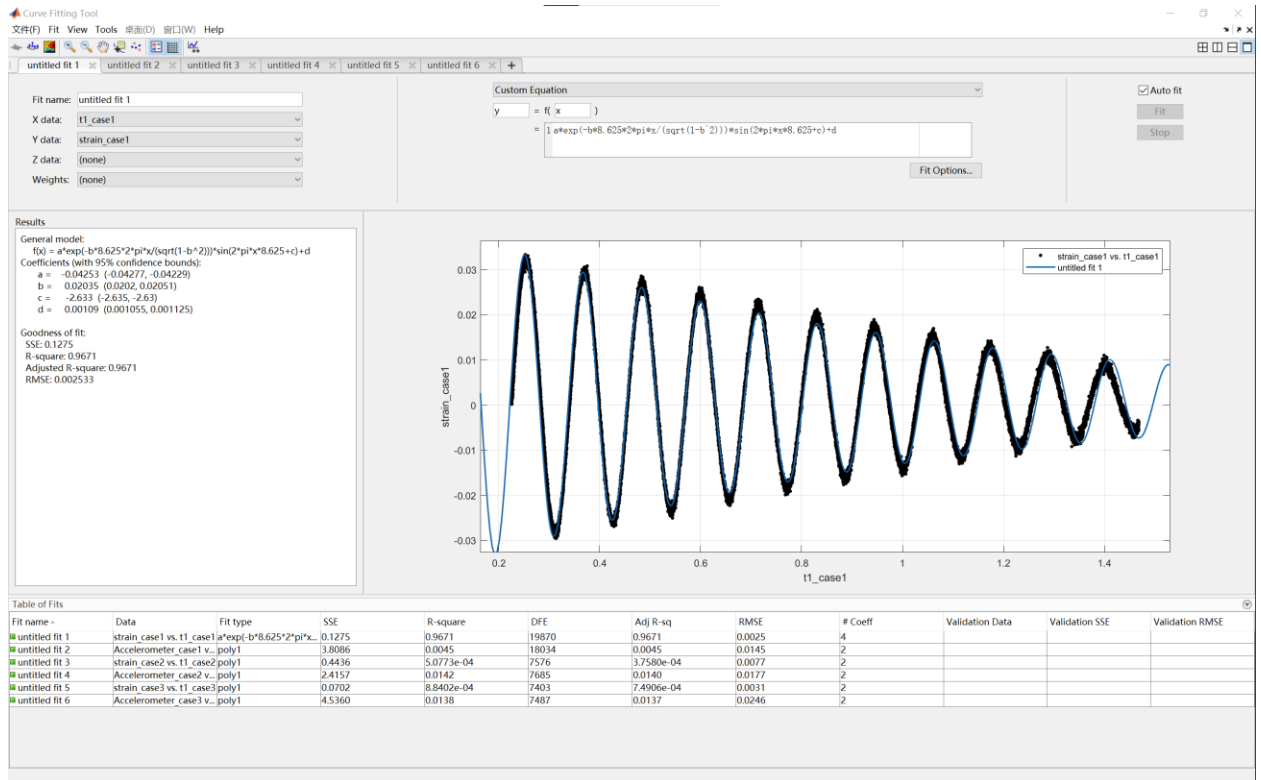 Curve Fitting Tool
文件(F) Fit View Tools 桌面(D) 窗口(W) Help
untitled fit 1 untitled fit 2 untitled fit 3 untitled fit 4 untitled fit 5 untitled fit 6
Fit name: untitled fit 1
X data: t1_case1
Y data: strain_case1
Z data: (none)
Weights: (none)
Custom Equation
y = f( x )
= 1 a*exp(-b*8.625*2*pi*x/(sqrt(1-b^2)))*sin(2*pi*x*8.625+c)+d
Fit Options...
Auto fit
Fit
Stop
Results
General model:
f(x) = a*exp(-b*8.625*2*pi*x/(sqrt(1-b^2)))*sin(2*pi*x*8.625+c)+d
Coefficients (with 95% confidence bounds):
a = -0.04253 (-0.04277, -0.04229)
b = 0.02035 (0.0202, 0.02051)
c = -2.633 (-2.635, -2.63)
d = 0.00109 (0.001055, 0.001125)
Goodness of fit:
SSE: 0.1275
R-square: 0.9671
Adjusted R-square: 0.9671
RMSE: 0.002533
strain_case1 vs. t1_case1
untitled fit 1
0.03
0.02
0.01
0
-0.01
-0.02
-0.03
strain_case1
0.2 0.4 0.6 0.8 1 1.2 1.4
t1_case1
Table of Fits
Fit name Data Fit type SSE R-square DFE Adj R-sq RMSE # Coeff Validation Data Validation SSE Validation RMSE
untitled fit 1 strain_case1 vs. t1_case1 a*exp(-b*8.625*2*pi*x... 0.1275 0.9671 19870 0.9671 0.0025 4
untitled fit 2 Accelerometer_case1 v... poly1 3.8086 0.0045 18034 0.0045 0.0145 2
untitled fit 3 strain_case2 vs. t1_case2 poly1 0.4436 5.0773e-04 7576 3.7580e-04 0.0077 2
untitled fit 4 Accelerometer_case2 v... poly1 2.4157 0.0142 7685 0.0140 0.0177 2
untitled fit 5 strain_case3 vs. t1_case3 poly1 0.0702 8.8402e-04 7403 7.4906e-04 0.0031 2
untitled fit 6 Accelerometer_case3 v... poly1 4.5360 0.0138 7487 0.0137 0.0246 2